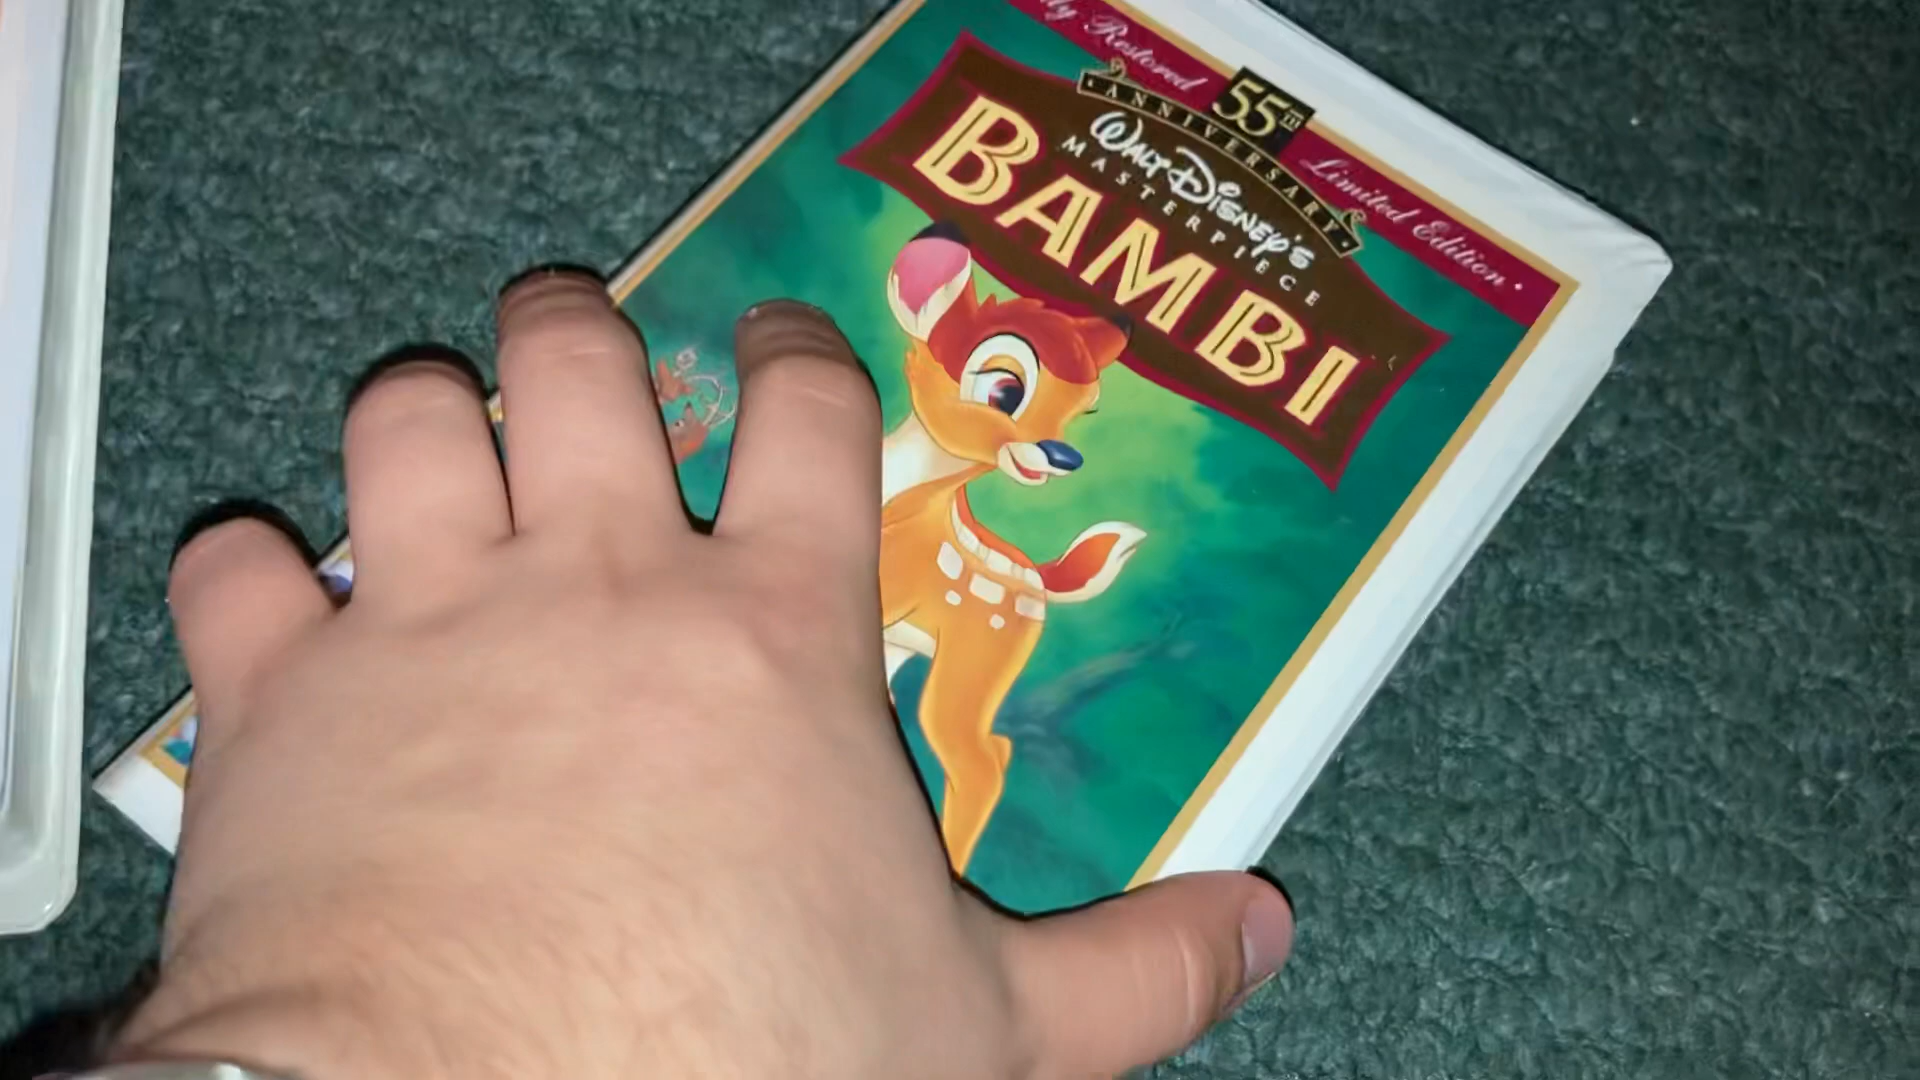 Restored
55TH
Limited Edition
ANNIVERSARY
WALT DISNEY'S
MASTERPIECE
BAMBI